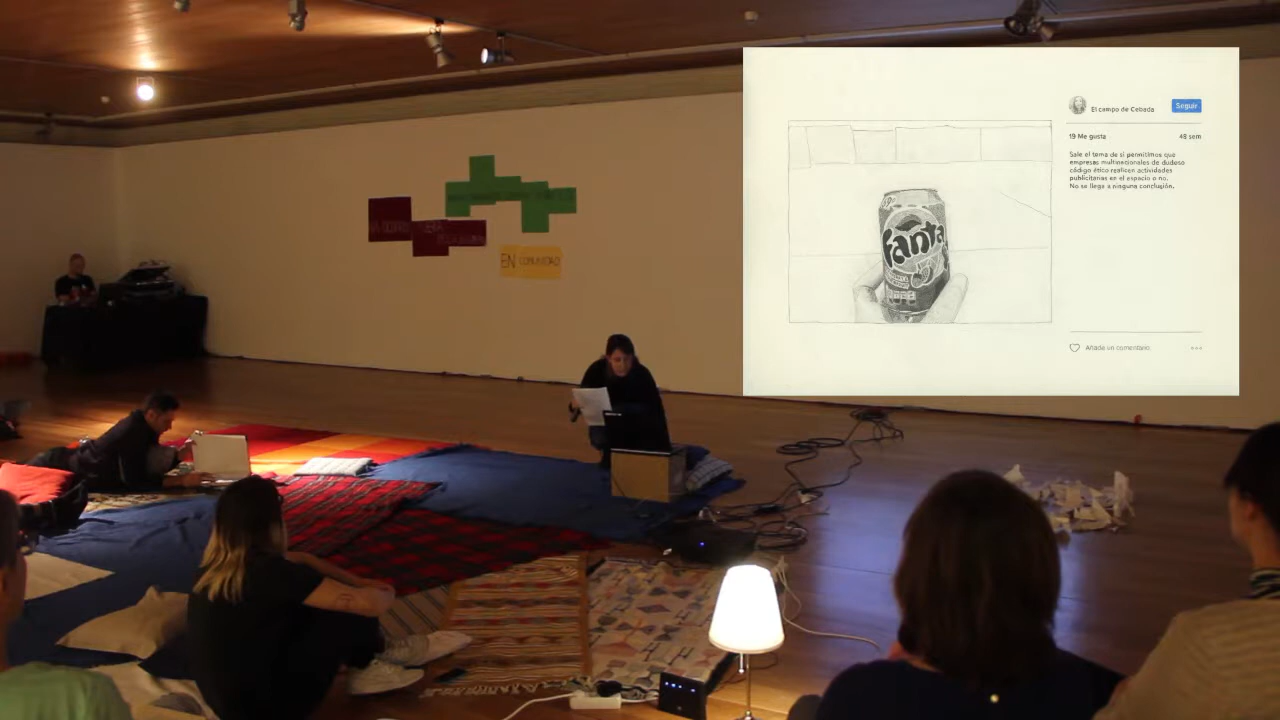 El campo de Cebada
Seguir
19 Me gusta
48 sem
Sale el tema de si permitimos que
empresas multinacionales de dudoso
código ético realicen actividades
publicitarias en el espacio o no.
No se llega a ninguna conclusión.
fanta
Añade un comentario.
EN COMUNIDAD